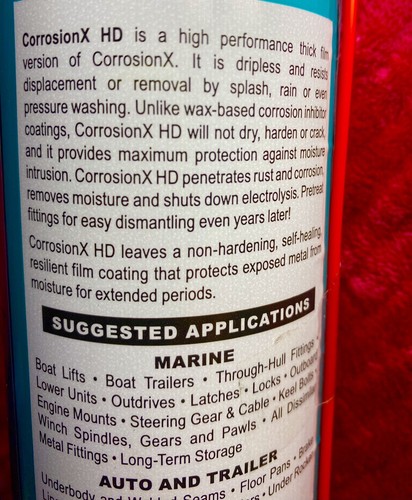 CorrosionX HD is a high performance thick film
version of CorrosionX. It is dripless and resists
displacement or removal by splash, rain or even
pressure washing. Unlike wax-based corrosion inhibitor
coatings, CorrosionX HD will not dry, harden or crack,
and it provides maximum protection against moisture
intrusion. CorrosionX HD penetrates rust and corrosion,
removes moisture and shuts down electrolysis. Pretreat
fittings for easy dismantling even years later!
CorrosionX HD leaves a non-hardening, self-healing,
resilient film coating that protects exposed metal from
moisture for extended periods.
SUGGESTED APPLICATIONS
MARINE
Boat Lifts • Boat Trailers • Through-Hull Fittings
Lower Units • Outdrives • Latches • Locks • Outboard
Engine Mounts • Steering Gear & Cable • Keel Bolts
Winch Spindles, Gears and Pawls • All
Metal Fittings • Long-Term Storage
AUTO AND TRAILER
Underbody and Welded Seams • Floor Pans •
• Under